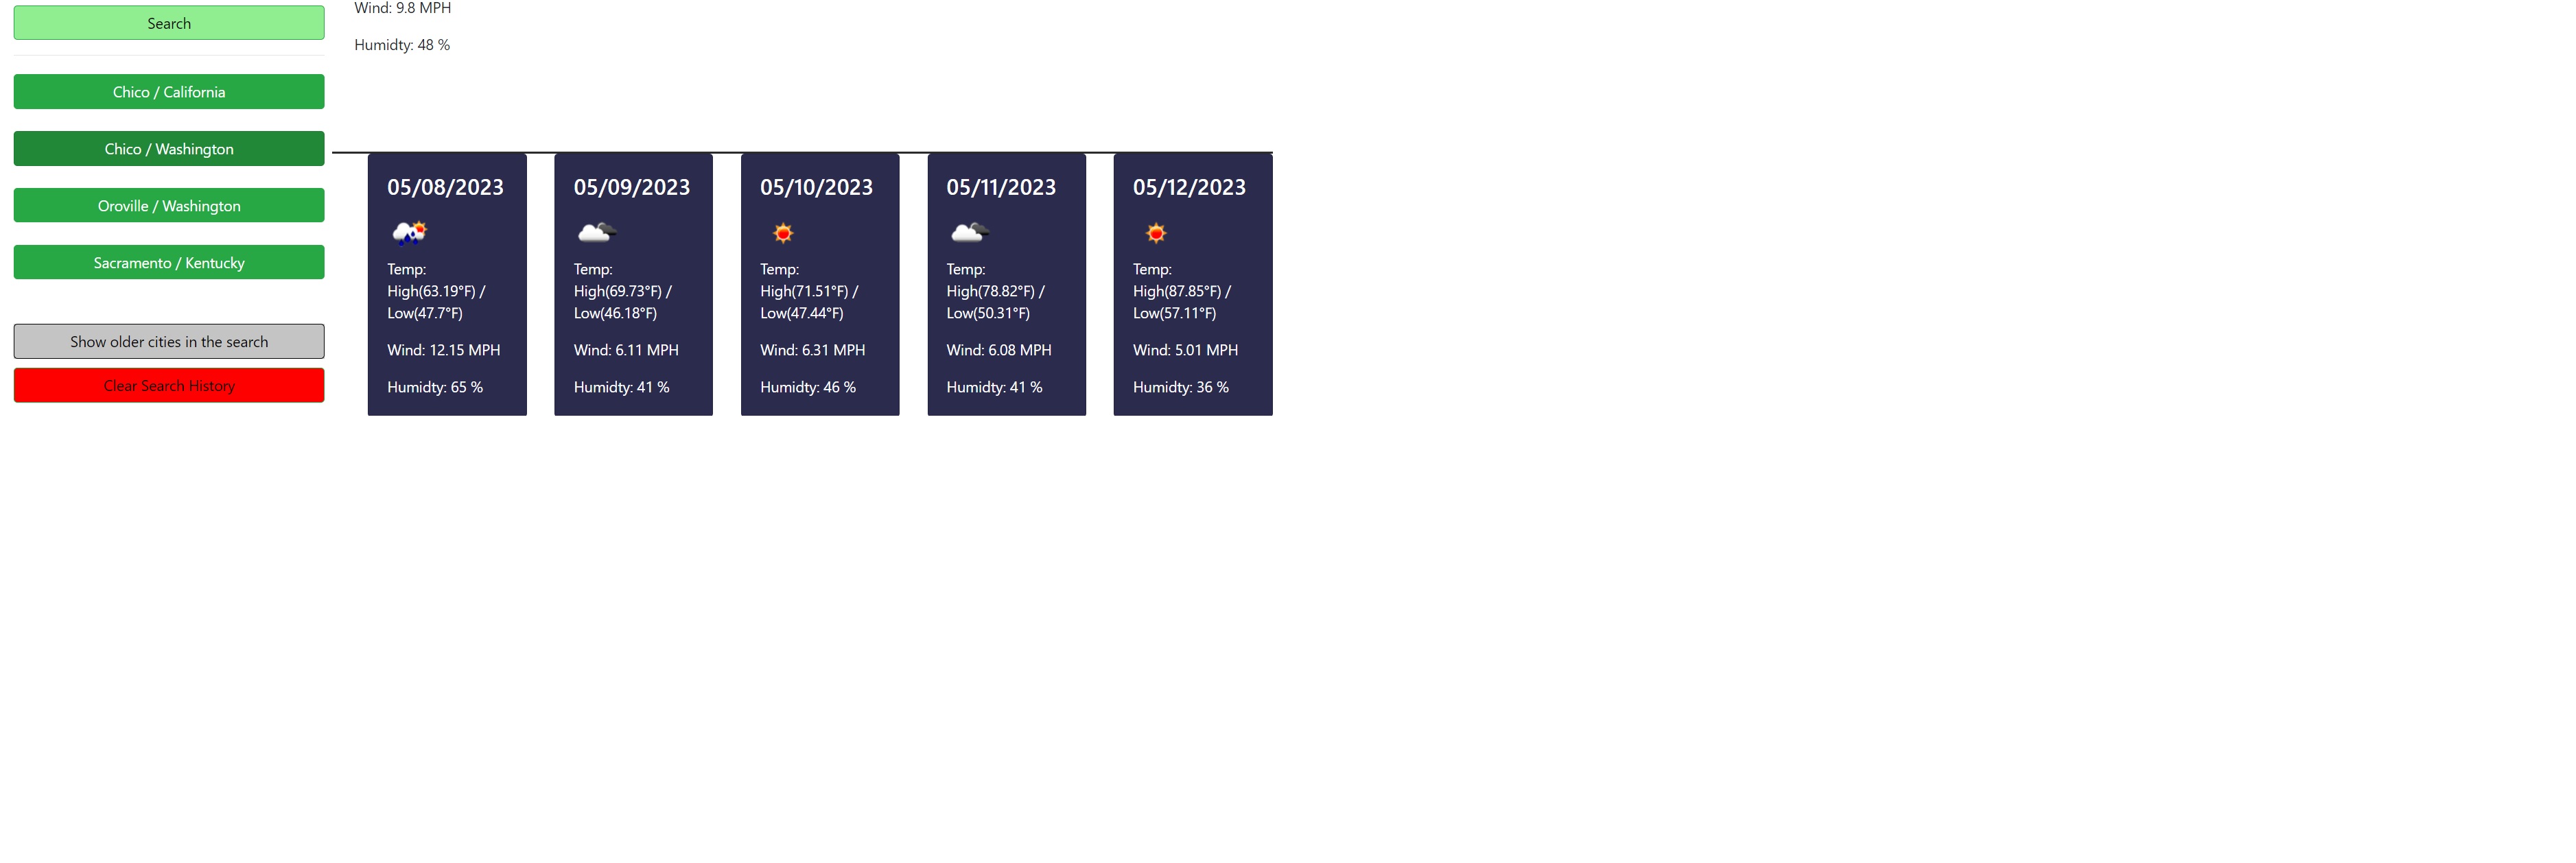 Search
Chico / California
Chico / Washington
Oroville / Washington
Sacramento / Kentucky
Show older cities in the search
Clear Search History
Wind: 9.8 MPH
Humidty: 48 %
05/08/2023
Temp:
High(63.19°F) /
Low(47.7°F)
Wind: 12.15 MPH
Humidty: 65 %
05/09/2023
Temp:
High(69.73°F) /
Low(46.18°F)
Wind: 6.11 MPH
Humidty: 41 %
05/10/2023
Temp:
High(71.51°F) /
Low(47.44°F)
Wind: 6.31 MPH
Humidty: 46 %
05/11/2023
Temp:
High(78.82°F) /
Low(50.31°F)
Wind: 6.08 MPH
Humidty: 41 %
05/12/2023
Temp:
High(87.85°F) /
Low(57.11°F)
Wind: 5.01 MPH
Humidty: 36 %